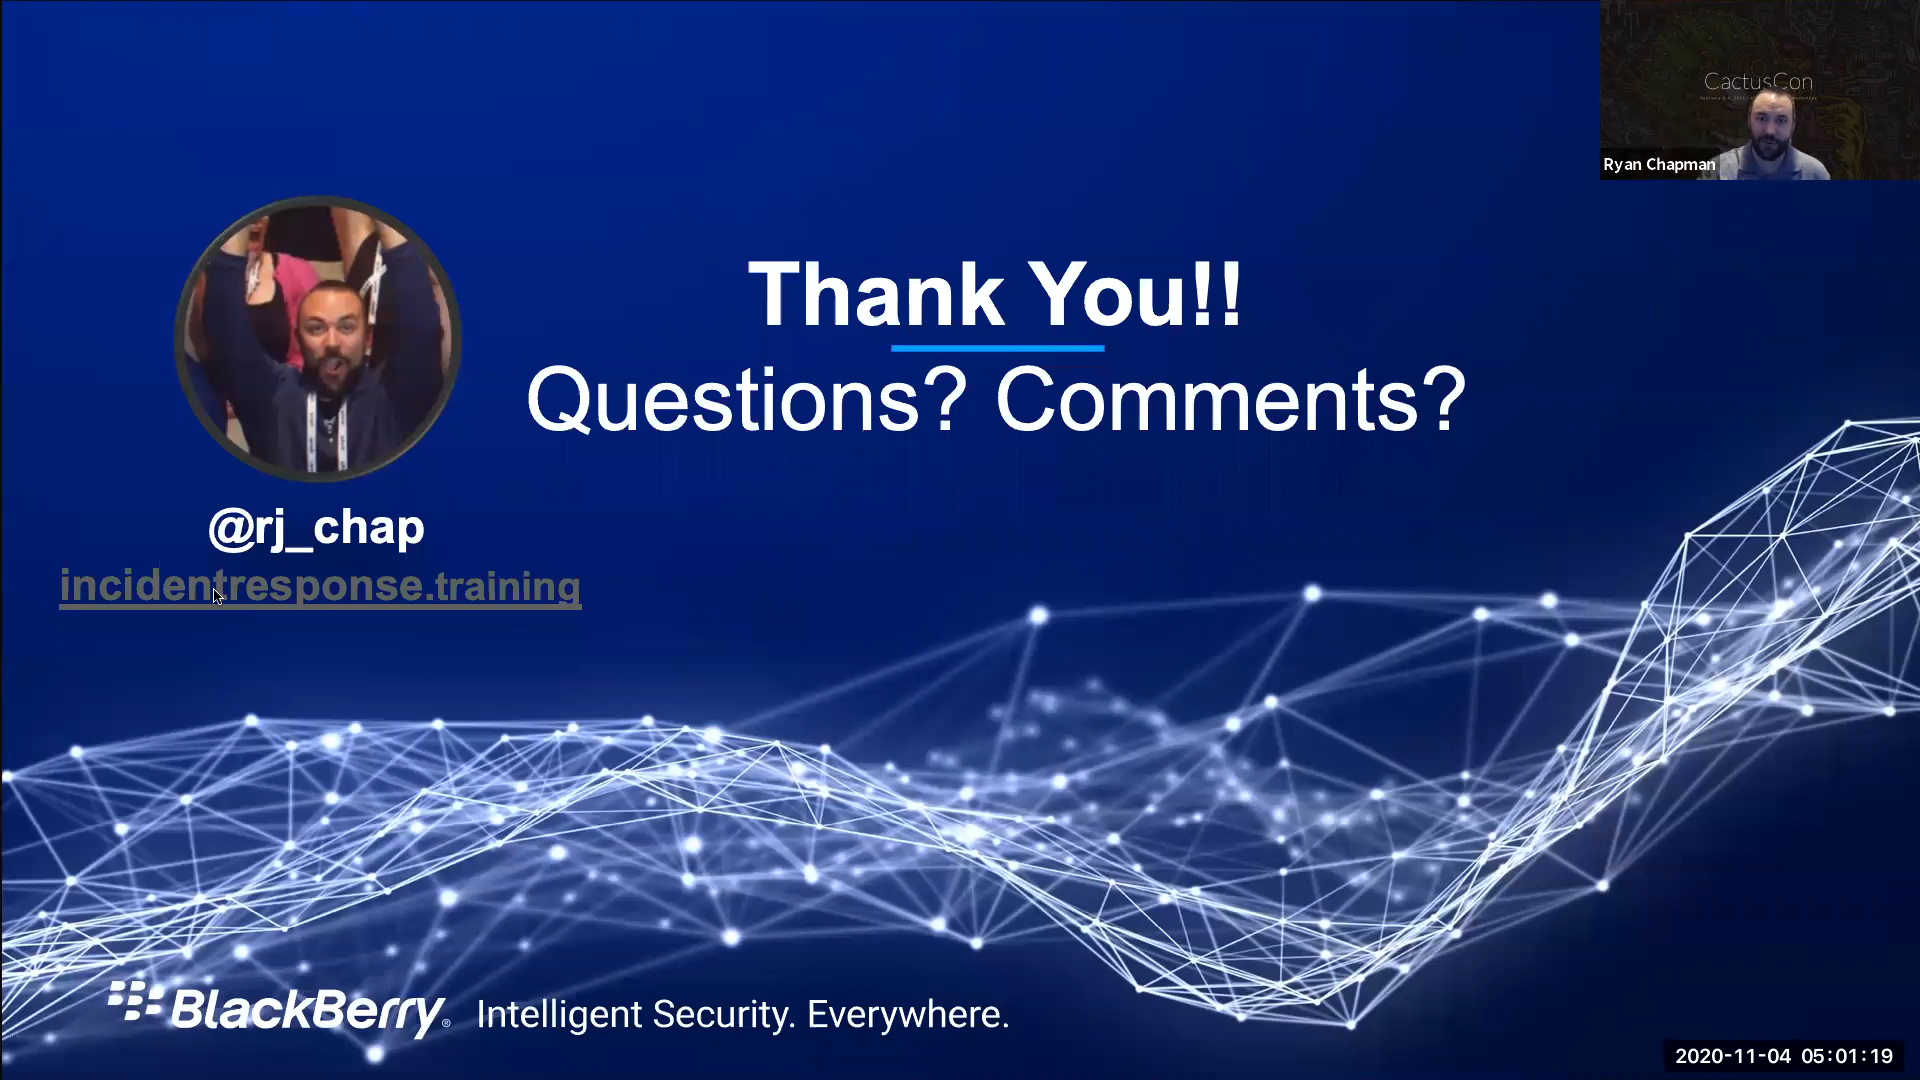 CactusCon
Ryan Chapman
Thank You!!
Questions? Comments?
@rj_chap
incidentresponse.training
BlackBerry® Intelligent Security. Everywhere.
2020-11-04 05:01:19